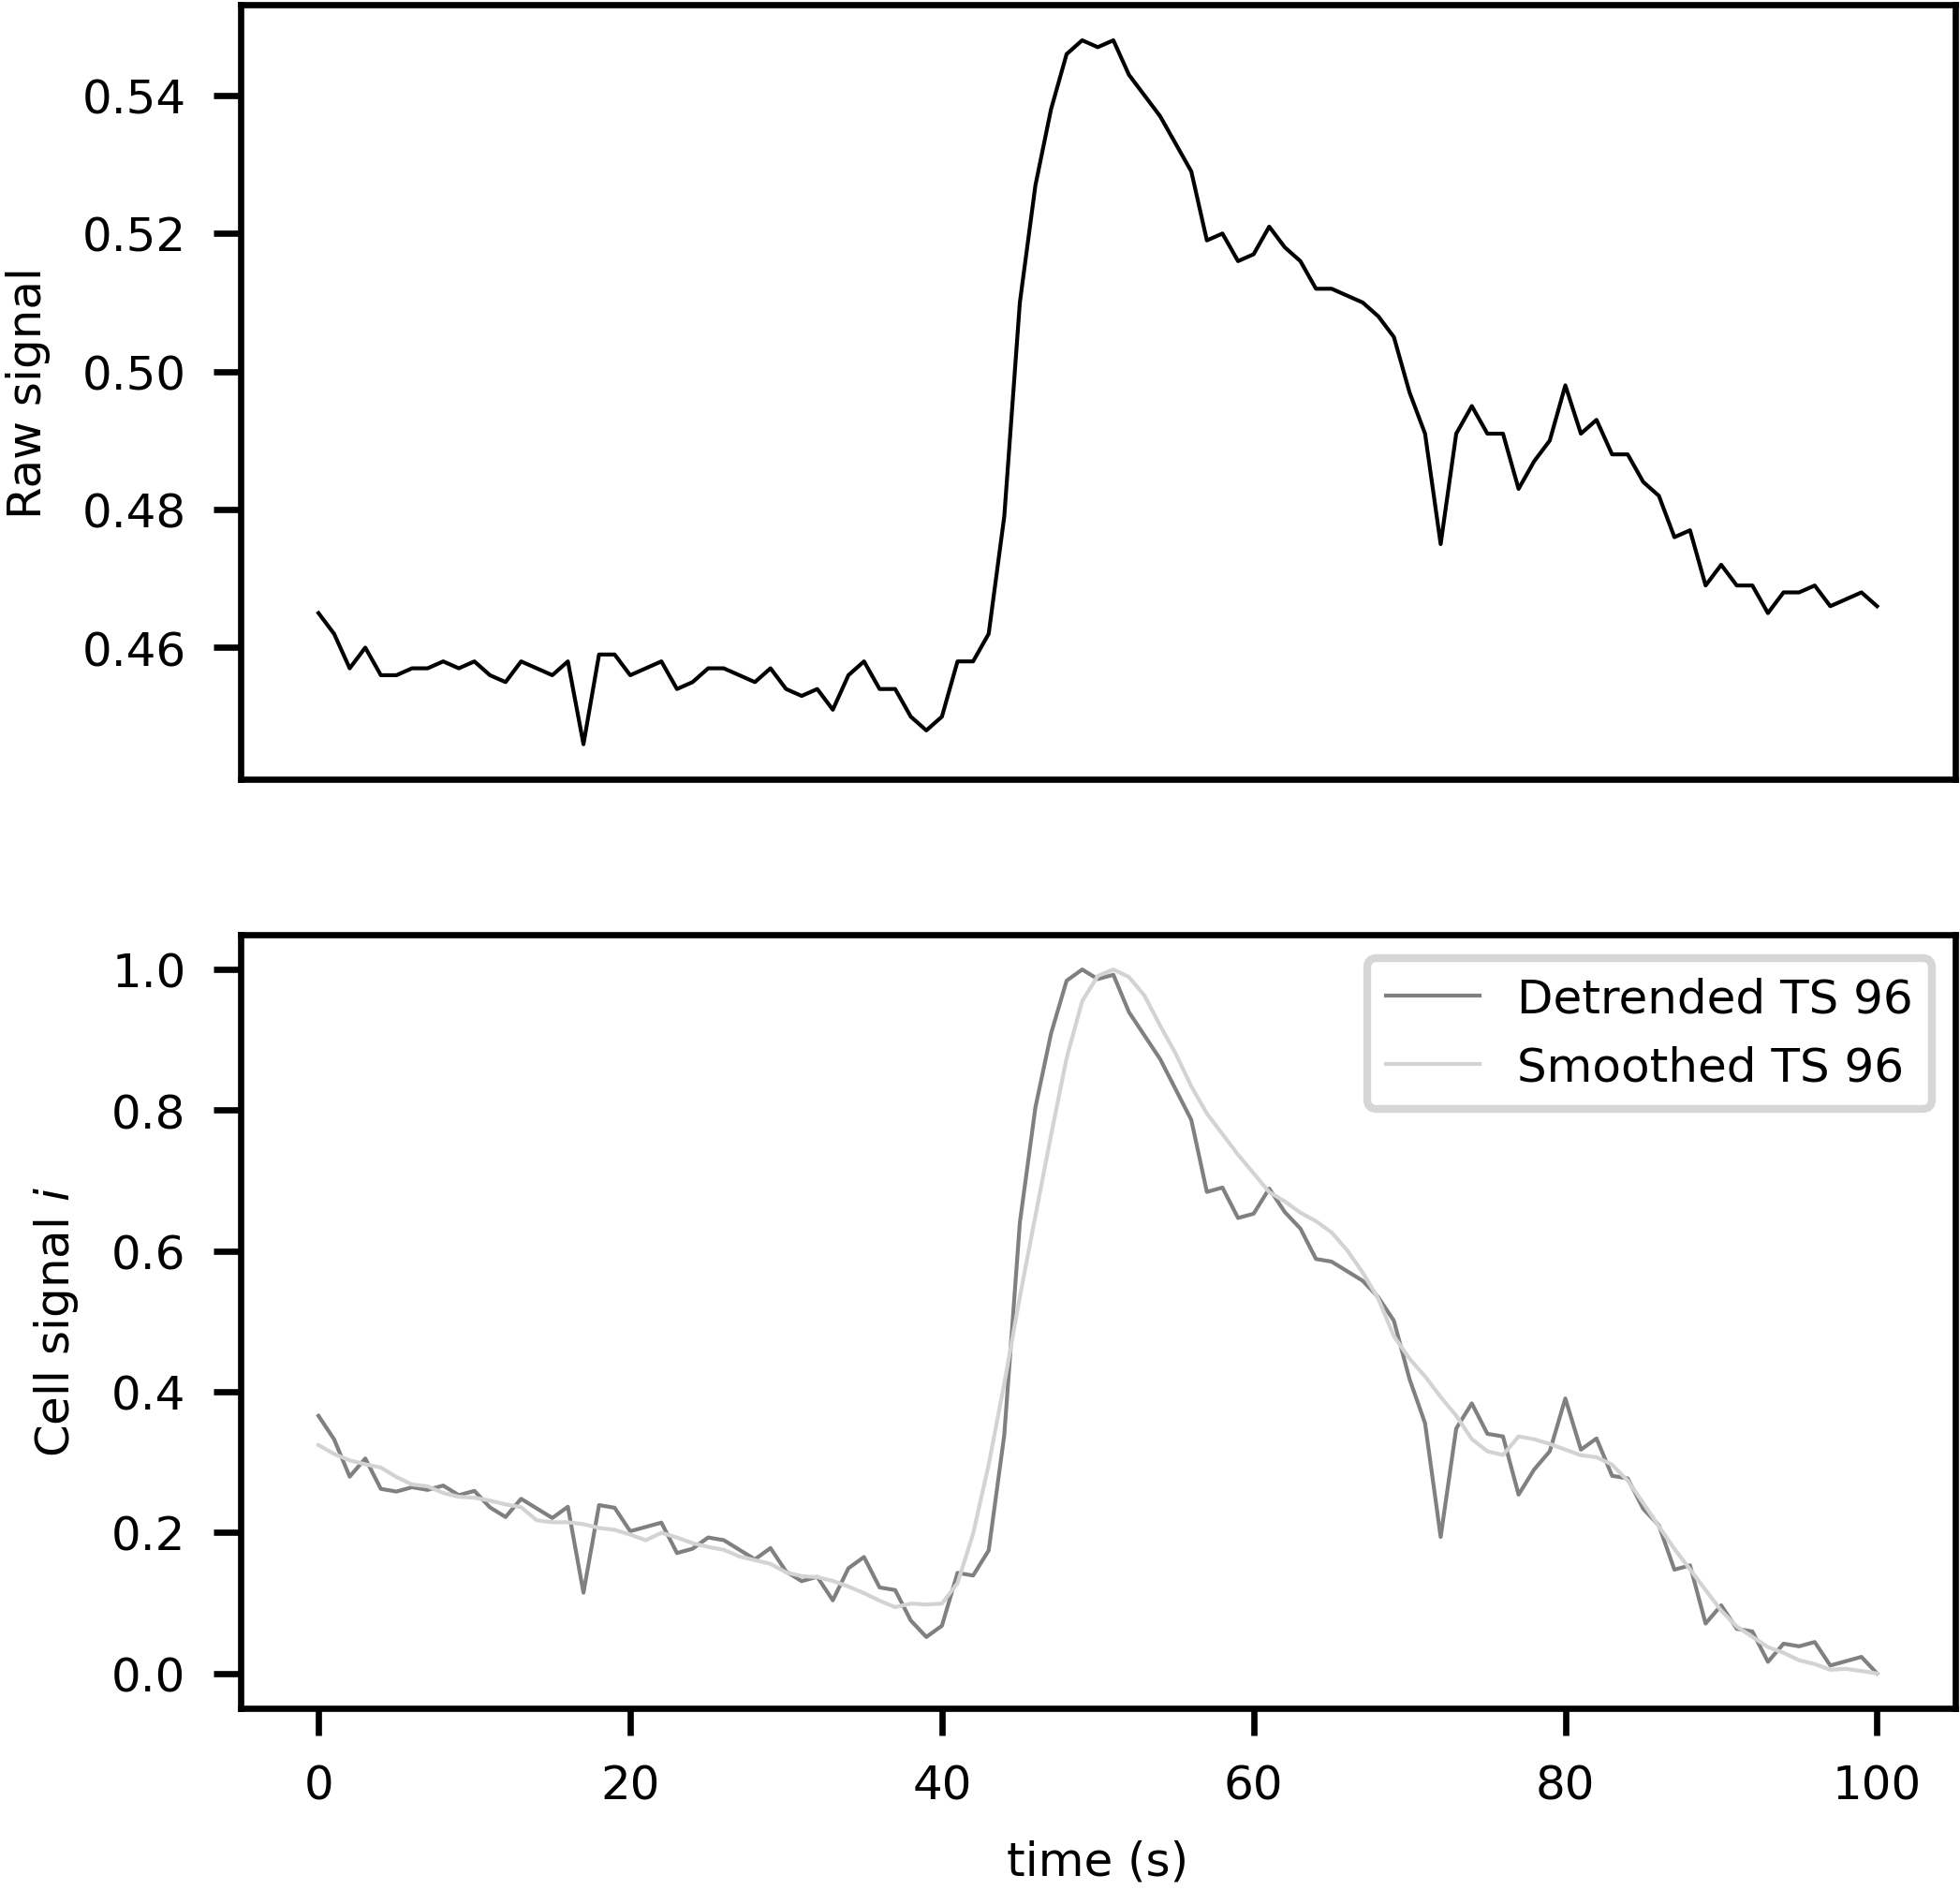 Raw signal
0.54
0.52
0.50
0.48
0.46
Cell signal i
1.0
0.8
0.6
0.4
0.2
0.0
Detrended TS 96
Smoothed TS 96
0 20 40 60 80 100
time (s)